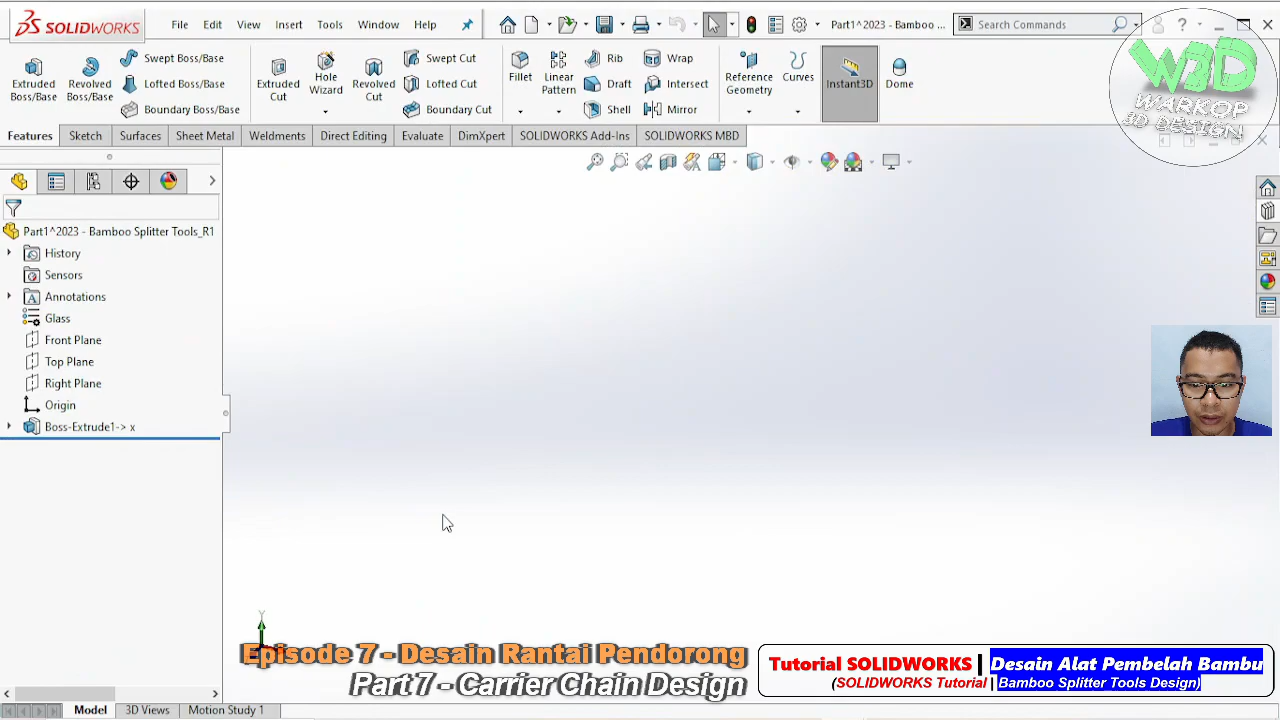 SOLIDWORKS
File Edit View Insert Tools Window Help
Part1^2023 - Bamboo ...
Search Commands
Extruded Boss/Base
Revolved Boss/Base
Swept Boss/Base
Lofted Boss/Base
Boundary Boss/Base
Extruded Cut
Hole Wizard
Revolved Cut
Swept Cut
Lofted Cut
Boundary Cut
Fillet
Linear Pattern
Rib
Draft
Shell
Wrap
Intersect
Mirror
Reference Geometry
Curves
Instant3D
Dome
W3D
WARKOP
3D DESIGN
Features Sketch Surfaces Sheet Metal Weldments Direct Editing Evaluate DimXpert SOLIDWORKS Add-Ins SOLIDWORKS MBD
Part1^2023 - Bamboo Splitter Tools_R1
History
Sensors
Annotations
Glass
Front Plane
Top Plane
Right Plane
Origin
Boss-Extrude1-> x
Y
Episode 7 - Desain Rantai Pendorong
Part 7 - Carrier Chain Design
Tutorial SOLIDWORKS | Desain Alat Pembelah Bambu
(SOLIDWORKS Tutorial | Bamboo Splitter Tools Design)
Model 3D Views Motion Study 1